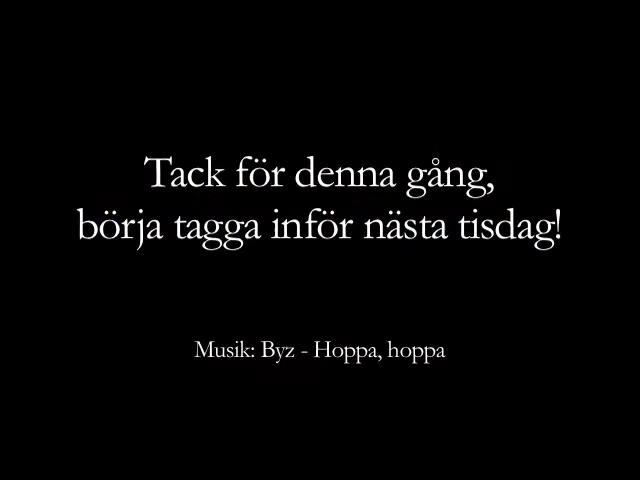 Tack för denna gång,
börja tagga inför nästa tisdag!
Musik: Byz - Hoppa, hoppa